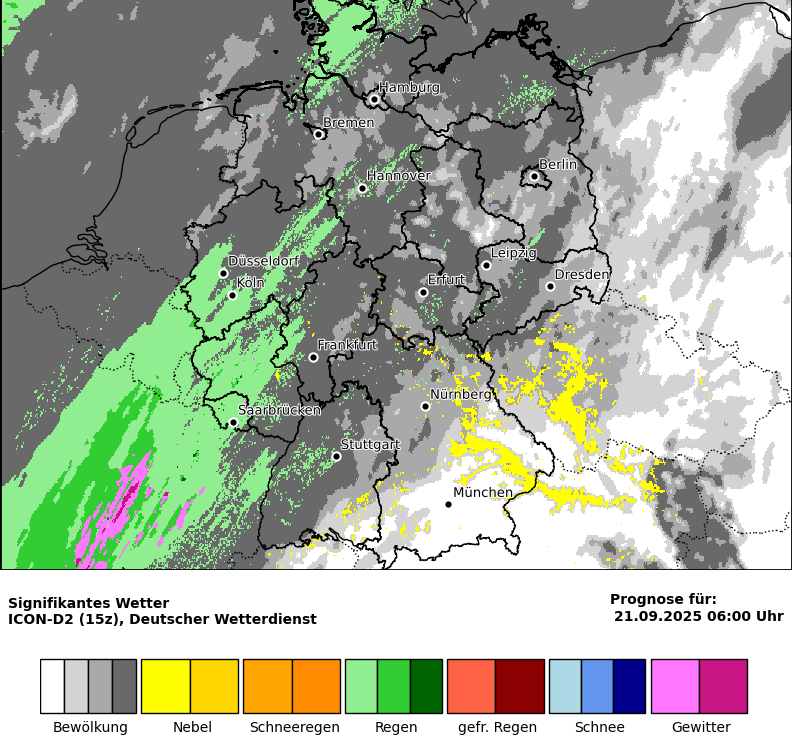 Hamburg
Bremen
Berlin
Hannover
Leipzig
Düsseldorf
Dresden
Köln
Erfurt
Frankfurt
Nürnberg
Saarbrücken
Stuttgart
München
Signifikantes Wetter
ICON-D2 (15z), Deutscher Wetterdienst
Prognose für:
21.09.2025 06:00 Uhr
Bewölkung
Nebel
Schneeregen
Regen
gefr. Regen
Schnee
Gewitter